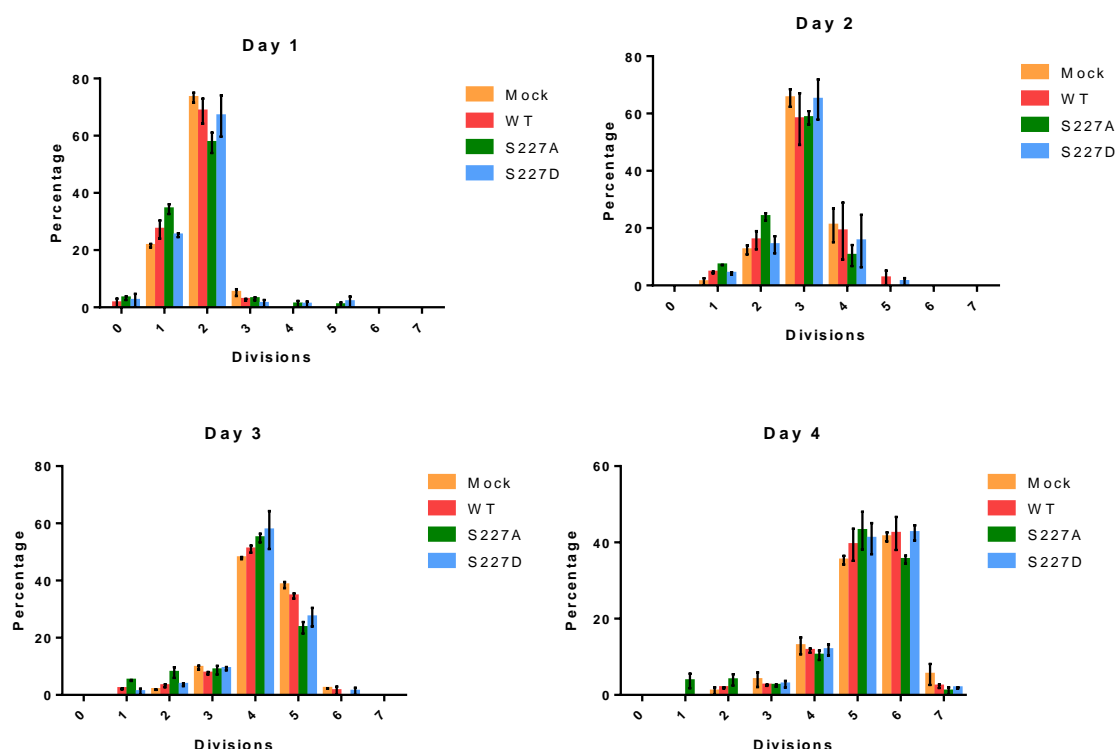 Day 1
80
60
40
20
0
Percentage
0 1 2 3 4 5 6 7
Divisions
Mock
WT
S227A
S227D
Day 2
80
60
40
20
0
Percentage
0 1 2 3 4 5 6 7
Divisions
Mock
WT
S227A
S227D
Day 3
80
60
40
20
0
Percentage
0 1 2 3 4 5 6 7
Divisions
Mock
WT
S227A
S227D
Day 4
60
40
20
0
Percentage
0 1 2 3 4 5 6 7
Divisions
Mock
WT
S227A
S227D